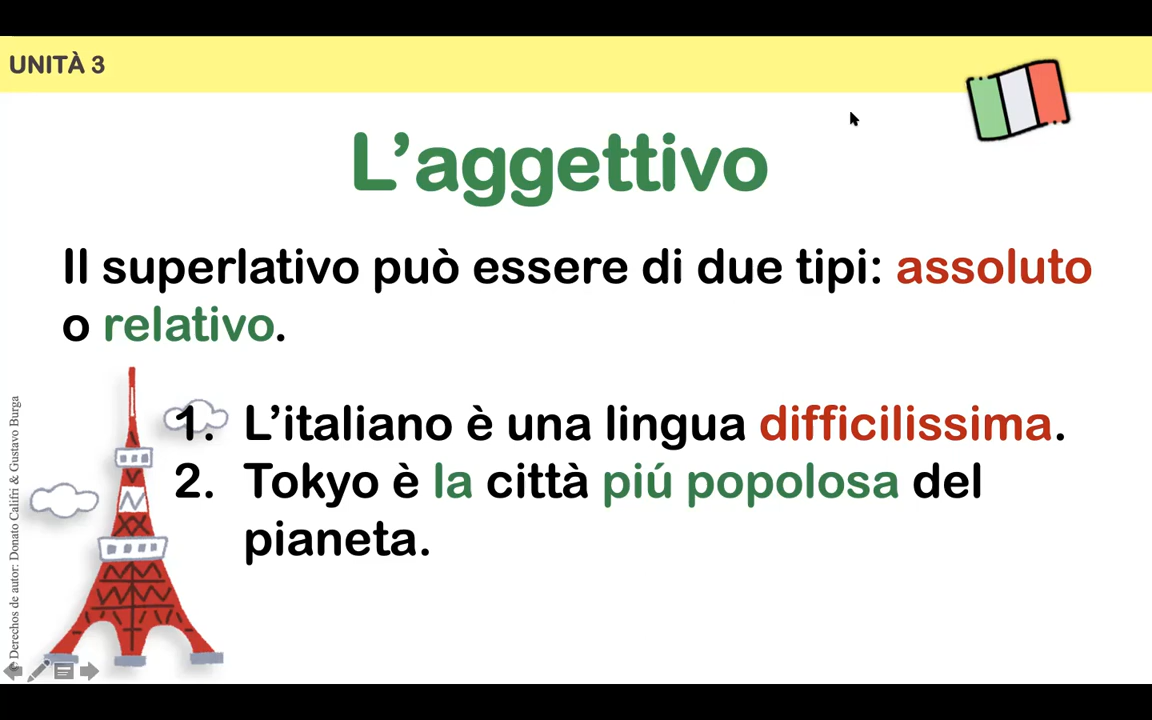 UNITÀ 3
L’aggettivo
Il superlativo può essere di due tipi: assoluto
o relativo.
1. L’italiano è una lingua difficilissima.
2. Tokyo è la città piú popolosa del
pianeta.
© Derechos de autor: Donato Califri & Gustavo Burga